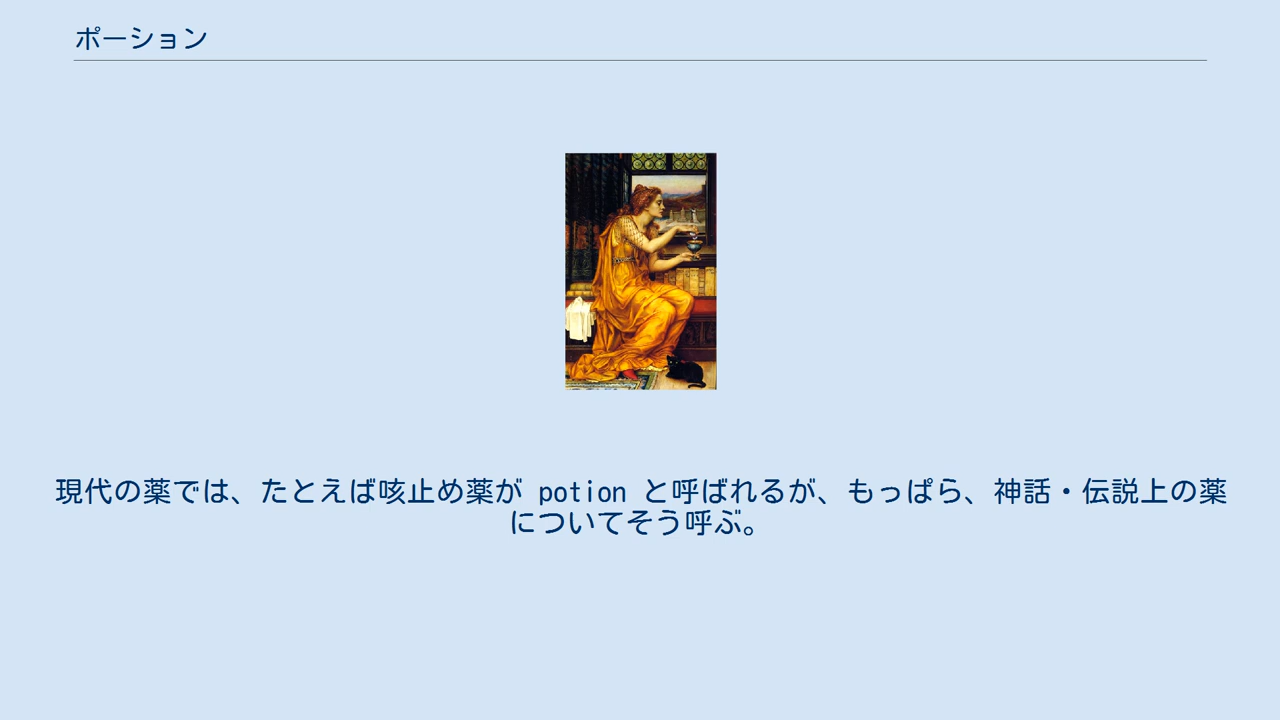 ポーション
現代の薬では、たとえば咳止め薬が potion と呼ばれるが、もっぱら、神話・伝説上の薬
についてそう呼ぶ。